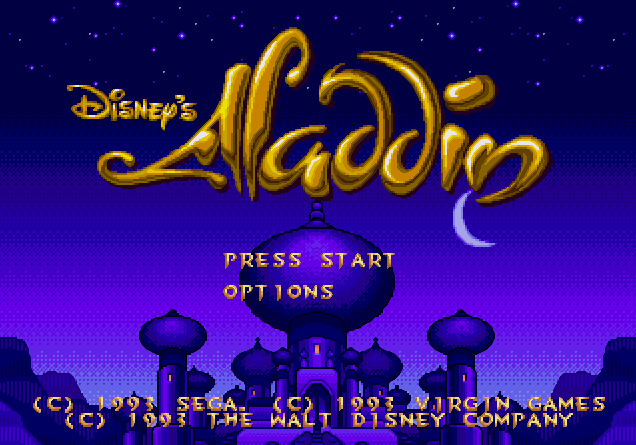 Disney's
Aladdin
PRESS START
OPTIONS
(C) 1993 SEGA (C) 1993 VIRGIN GAMES
(C) 1993 THE WALT DISNEY COMPANY